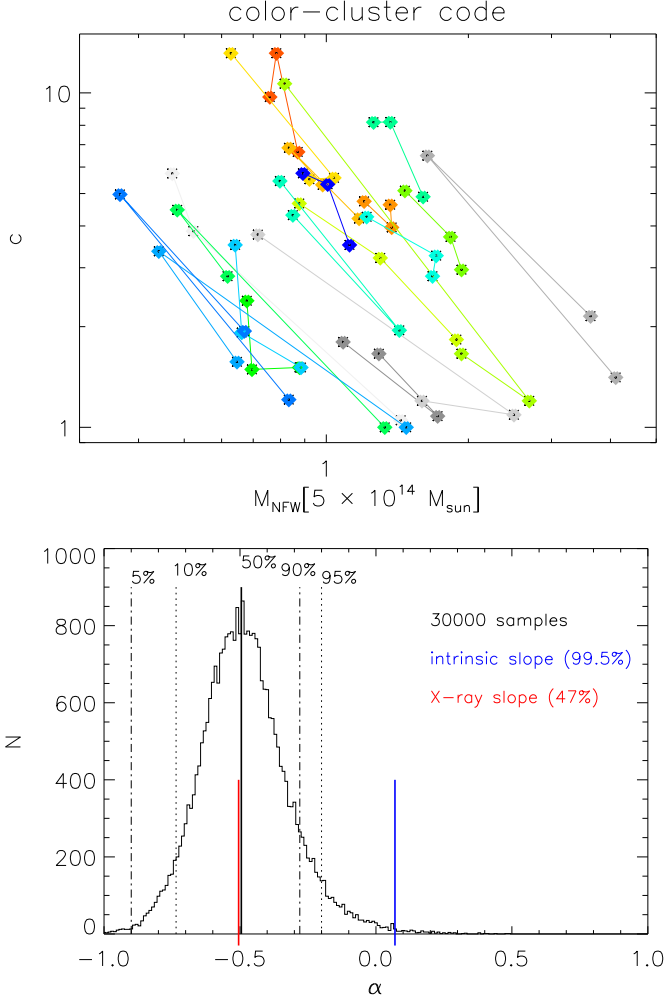 color-cluster code
10
c
1
1
M_NFW[5 × 10^14 M_sun]
1000
50%
5%
10%
90%
95%
800
30000 samples
intrinsic slope (99.5%)
X-ray slope (47%)
600
N
400
200
0
-1.0 -0.5 0.0 0.5 1.0
α